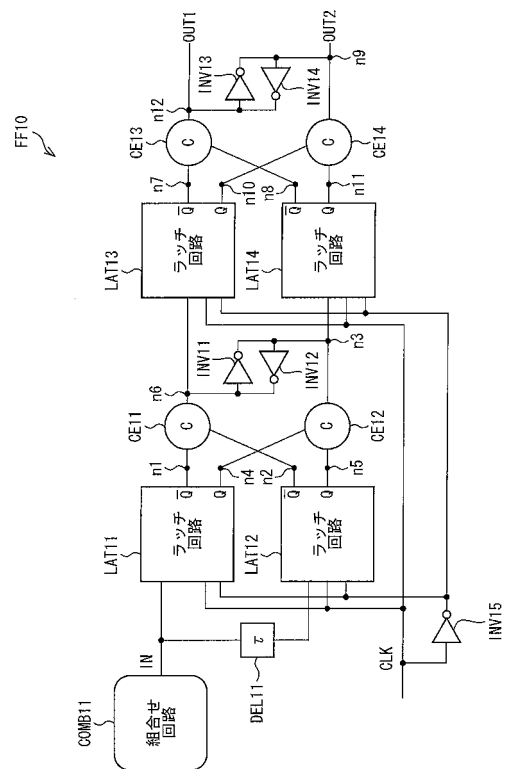 FF10
COMB11
組合せ
回路
IN
DEL11
τ
CLK
INV15
LAT11
ラッチ
回路
Q
Q
LAT12
ラッチ
回路
Q
Q
n1
n4
n2
n5
CE11
C
CE12
C
n6
INV11
INV12
n3
LAT13
ラッチ
回路
Q
Q
LAT14
ラッチ
回路
Q
Q
n7
n10
n8
n11
CE13
C
CE14
C
n12
INV13
INV14
n9
OUT1
OUT2